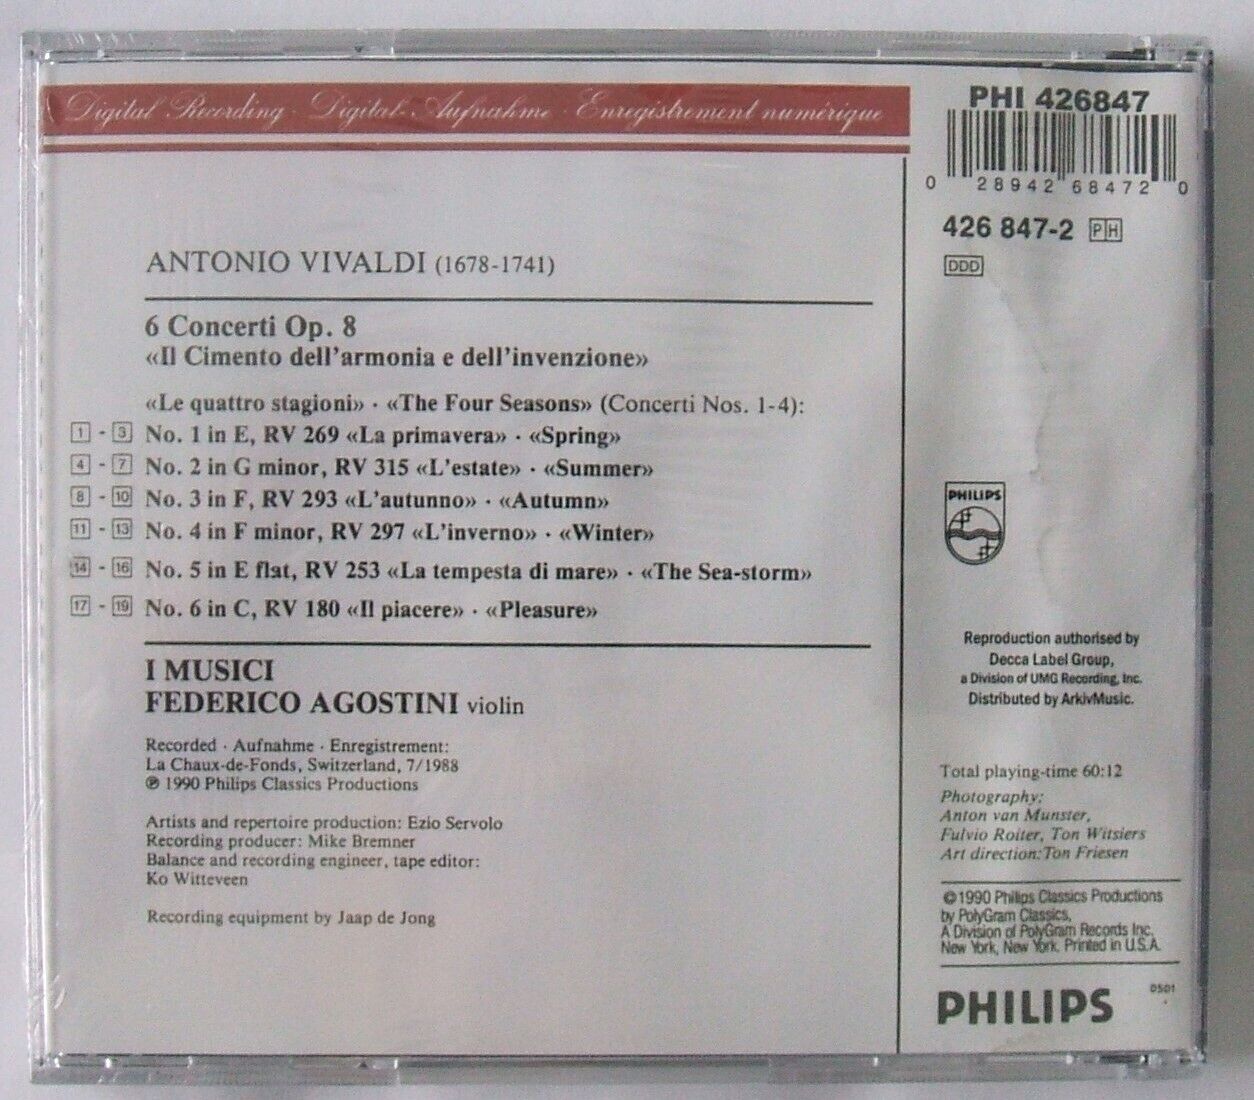 Digital Recording · Digital-Aufnahme · Enregistrement numérique
PHI 426847
0 28942 68472 0
426 847-2 PH
DDD
ANTONIO VIVALDI (1678-1741)
6 Concerti Op. 8
«Il Cimento dell'armonia e dell'invenzione»
«Le quattro stagioni» · «The Four Seasons» (Concerti Nos. 1-4):
1 - 3 No. 1 in E, RV 269 «La primavera» · «Spring»
4 - 7 No. 2 in G minor, RV 315 «L'estate» · «Summer»
8 - 10 No. 3 in F, RV 293 «L'autunno» · «Autumn»
11 - 13 No. 4 in F minor, RV 297 «L'inverno» · «Winter»
14 - 16 No. 5 in E flat, RV 253 «La tempesta di mare» · «The Sea-storm»
17 - 19 No. 6 in C, RV 180 «Il piacere» · «Pleasure»
I MUSICI
FEDERICO AGOSTINI violin
Recorded · Aufnahme · Enregistrement:
La Chaux-de-Fonds, Switzerland, 7/1988
℗ 1990 Philips Classics Productions
Artists and repertoire production: Ezio Servolo
Recording producer: Mike Bremner
Balance and recording engineer, tape editor:
Ko Witteveen
Recording equipment by Jaap de Jong
PHILIPS
Reproduction authorised by
Decca Label Group,
a Division of UMG Recording, Inc.
Distributed by ArkivMusic.
Total playing-time 60:12
Photography:
Anton van Munster,
Fulvio Roiter, Ton Witsiers
Art direction: Ton Friesen
© 1990 Philips Classics Productions
by PolyGram Classics,
A Division of PolyGram Records Inc.
New York, New York. Printed in U.S.A.
PHILIPS
0501